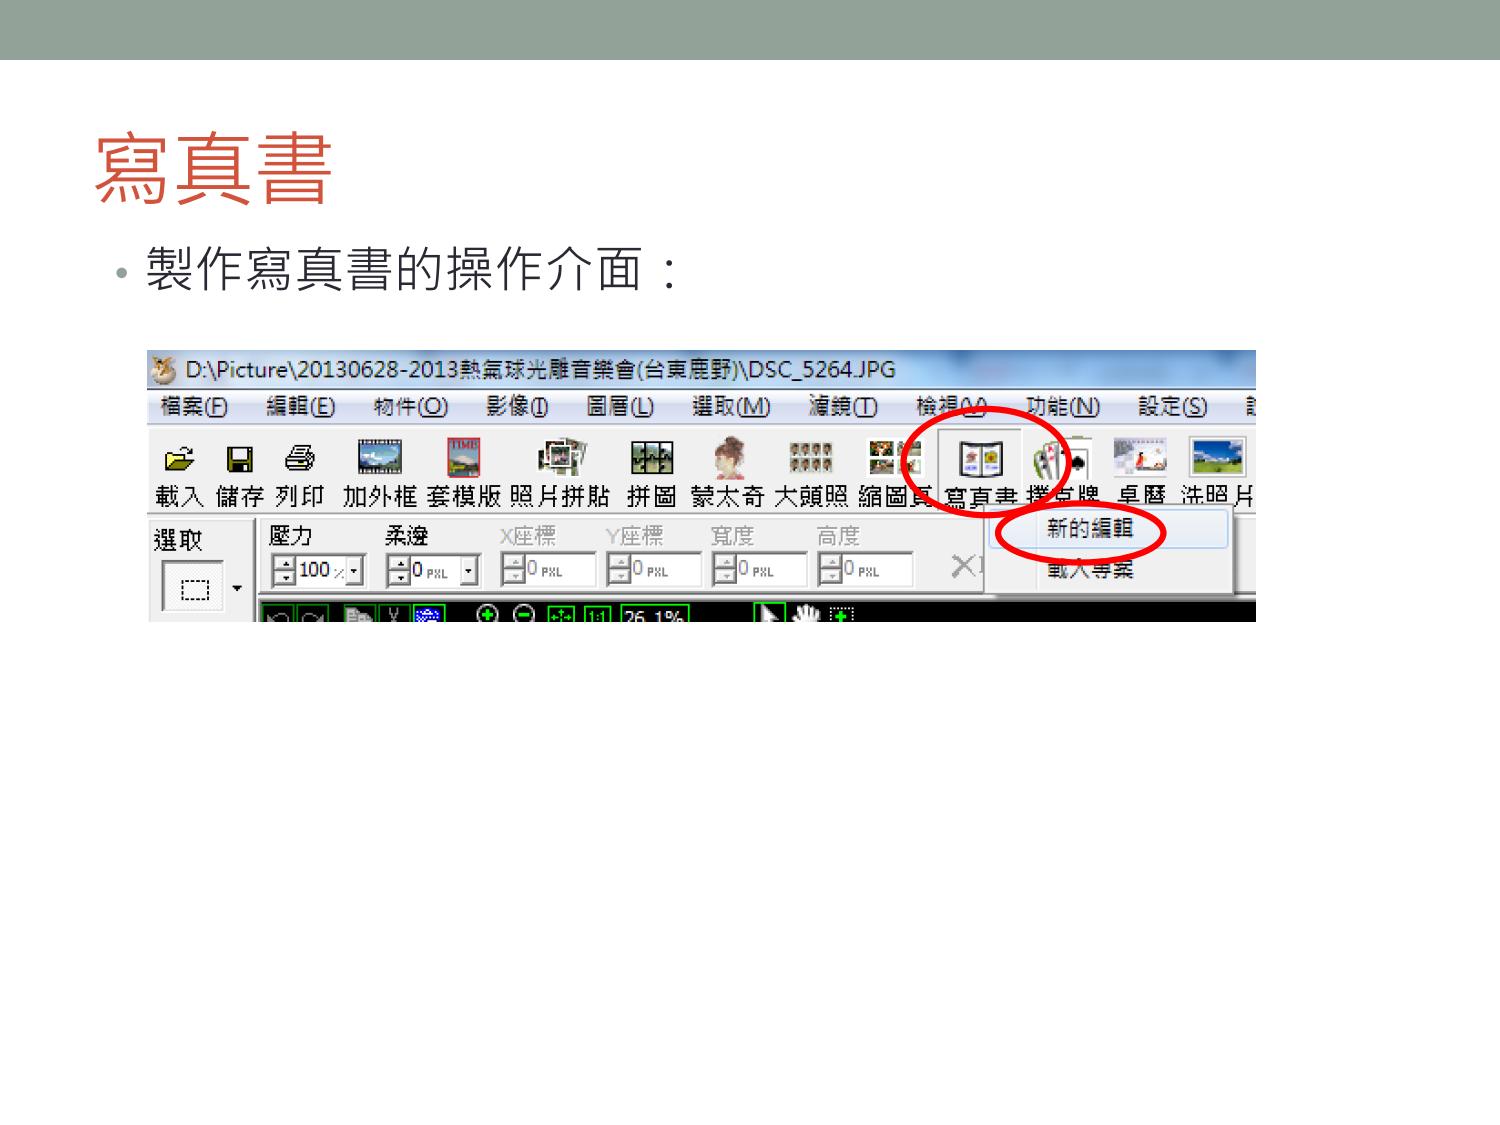 寫真書
• 製作寫真書的操作介面：
D:\Picture\20130628-2013熱氣球光雕音樂會(台東鹿野)\DSC_5264.JPG
檔案(F) 編輯(E) 物件(O) 影像(I) 圖層(L) 選取(M) 濾鏡(T) 檢視(V) 功能(N) 設定(S)
TIME
載入 儲存 列印 加外框 套模版 照片拼貼 拼圖 蒙太奇 大頭照 縮圖頁 寫真書 撲克牌 桌曆 洗照片
選取 壓力 柔邊 X座標 Y座標 寬度 高度 新的編輯
100 % 0 PXL 0 PXL 0 PXL 0 PXL 0 PXL 載入專案
1:1 26.1%